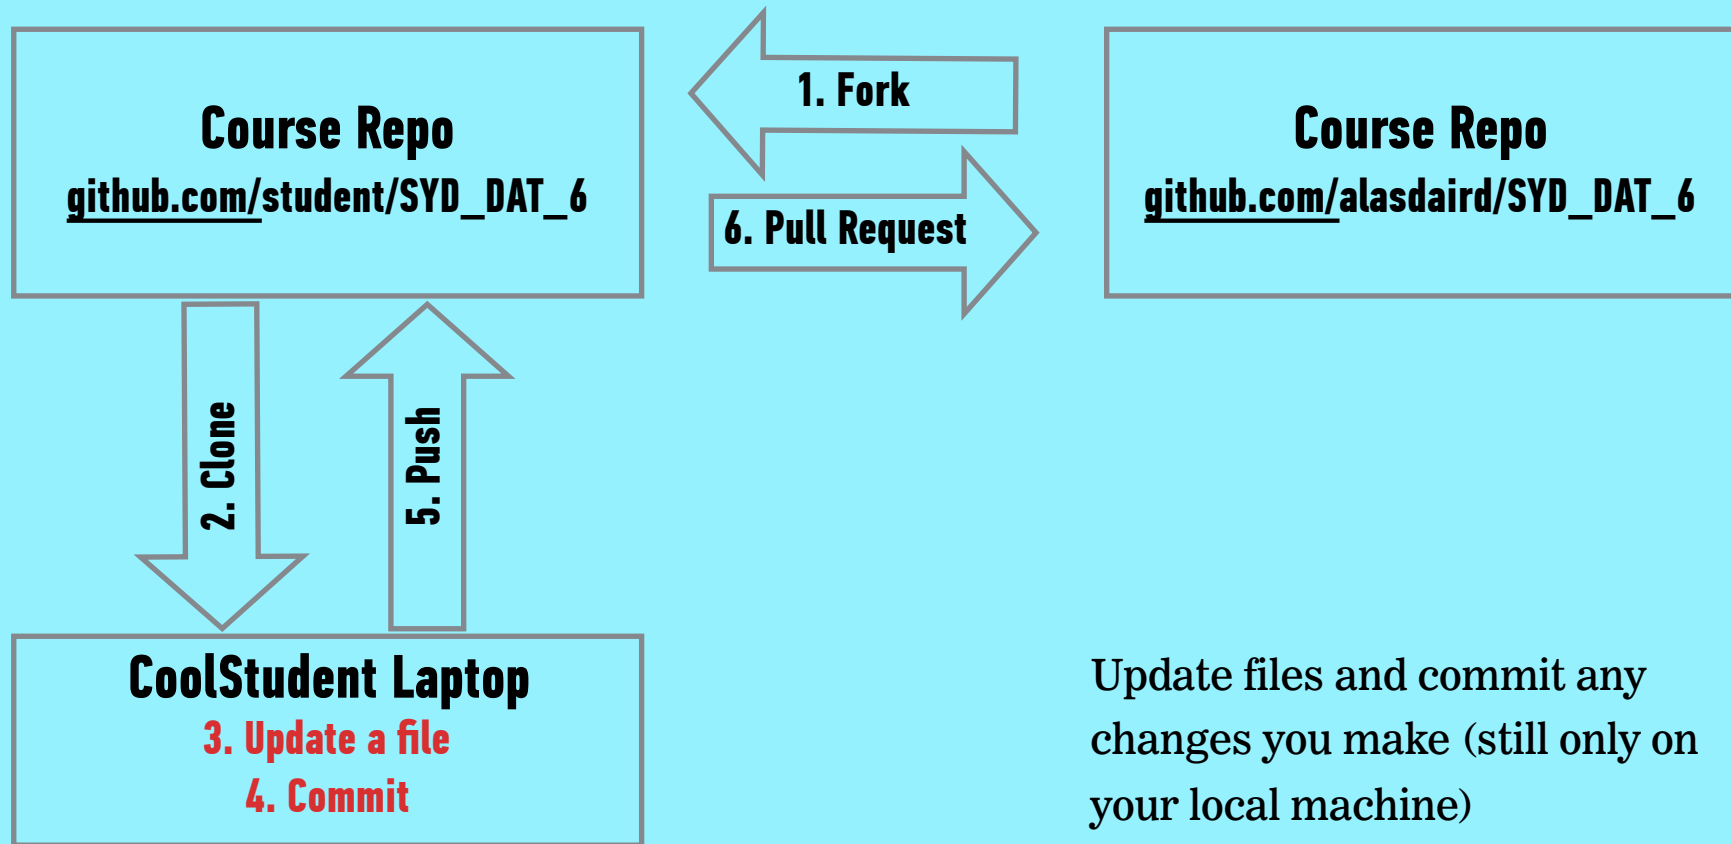 Course Repo
github.com/student/SYD_DAT_6
1. Fork
6. Pull Request
Course Repo
github.com/alasdaird/SYD_DAT_6
2. Clone
5. Push
CoolStudent Laptop
3. Update a file
4. Commit
Update files and commit any
changes you make (still only on
your local machine)